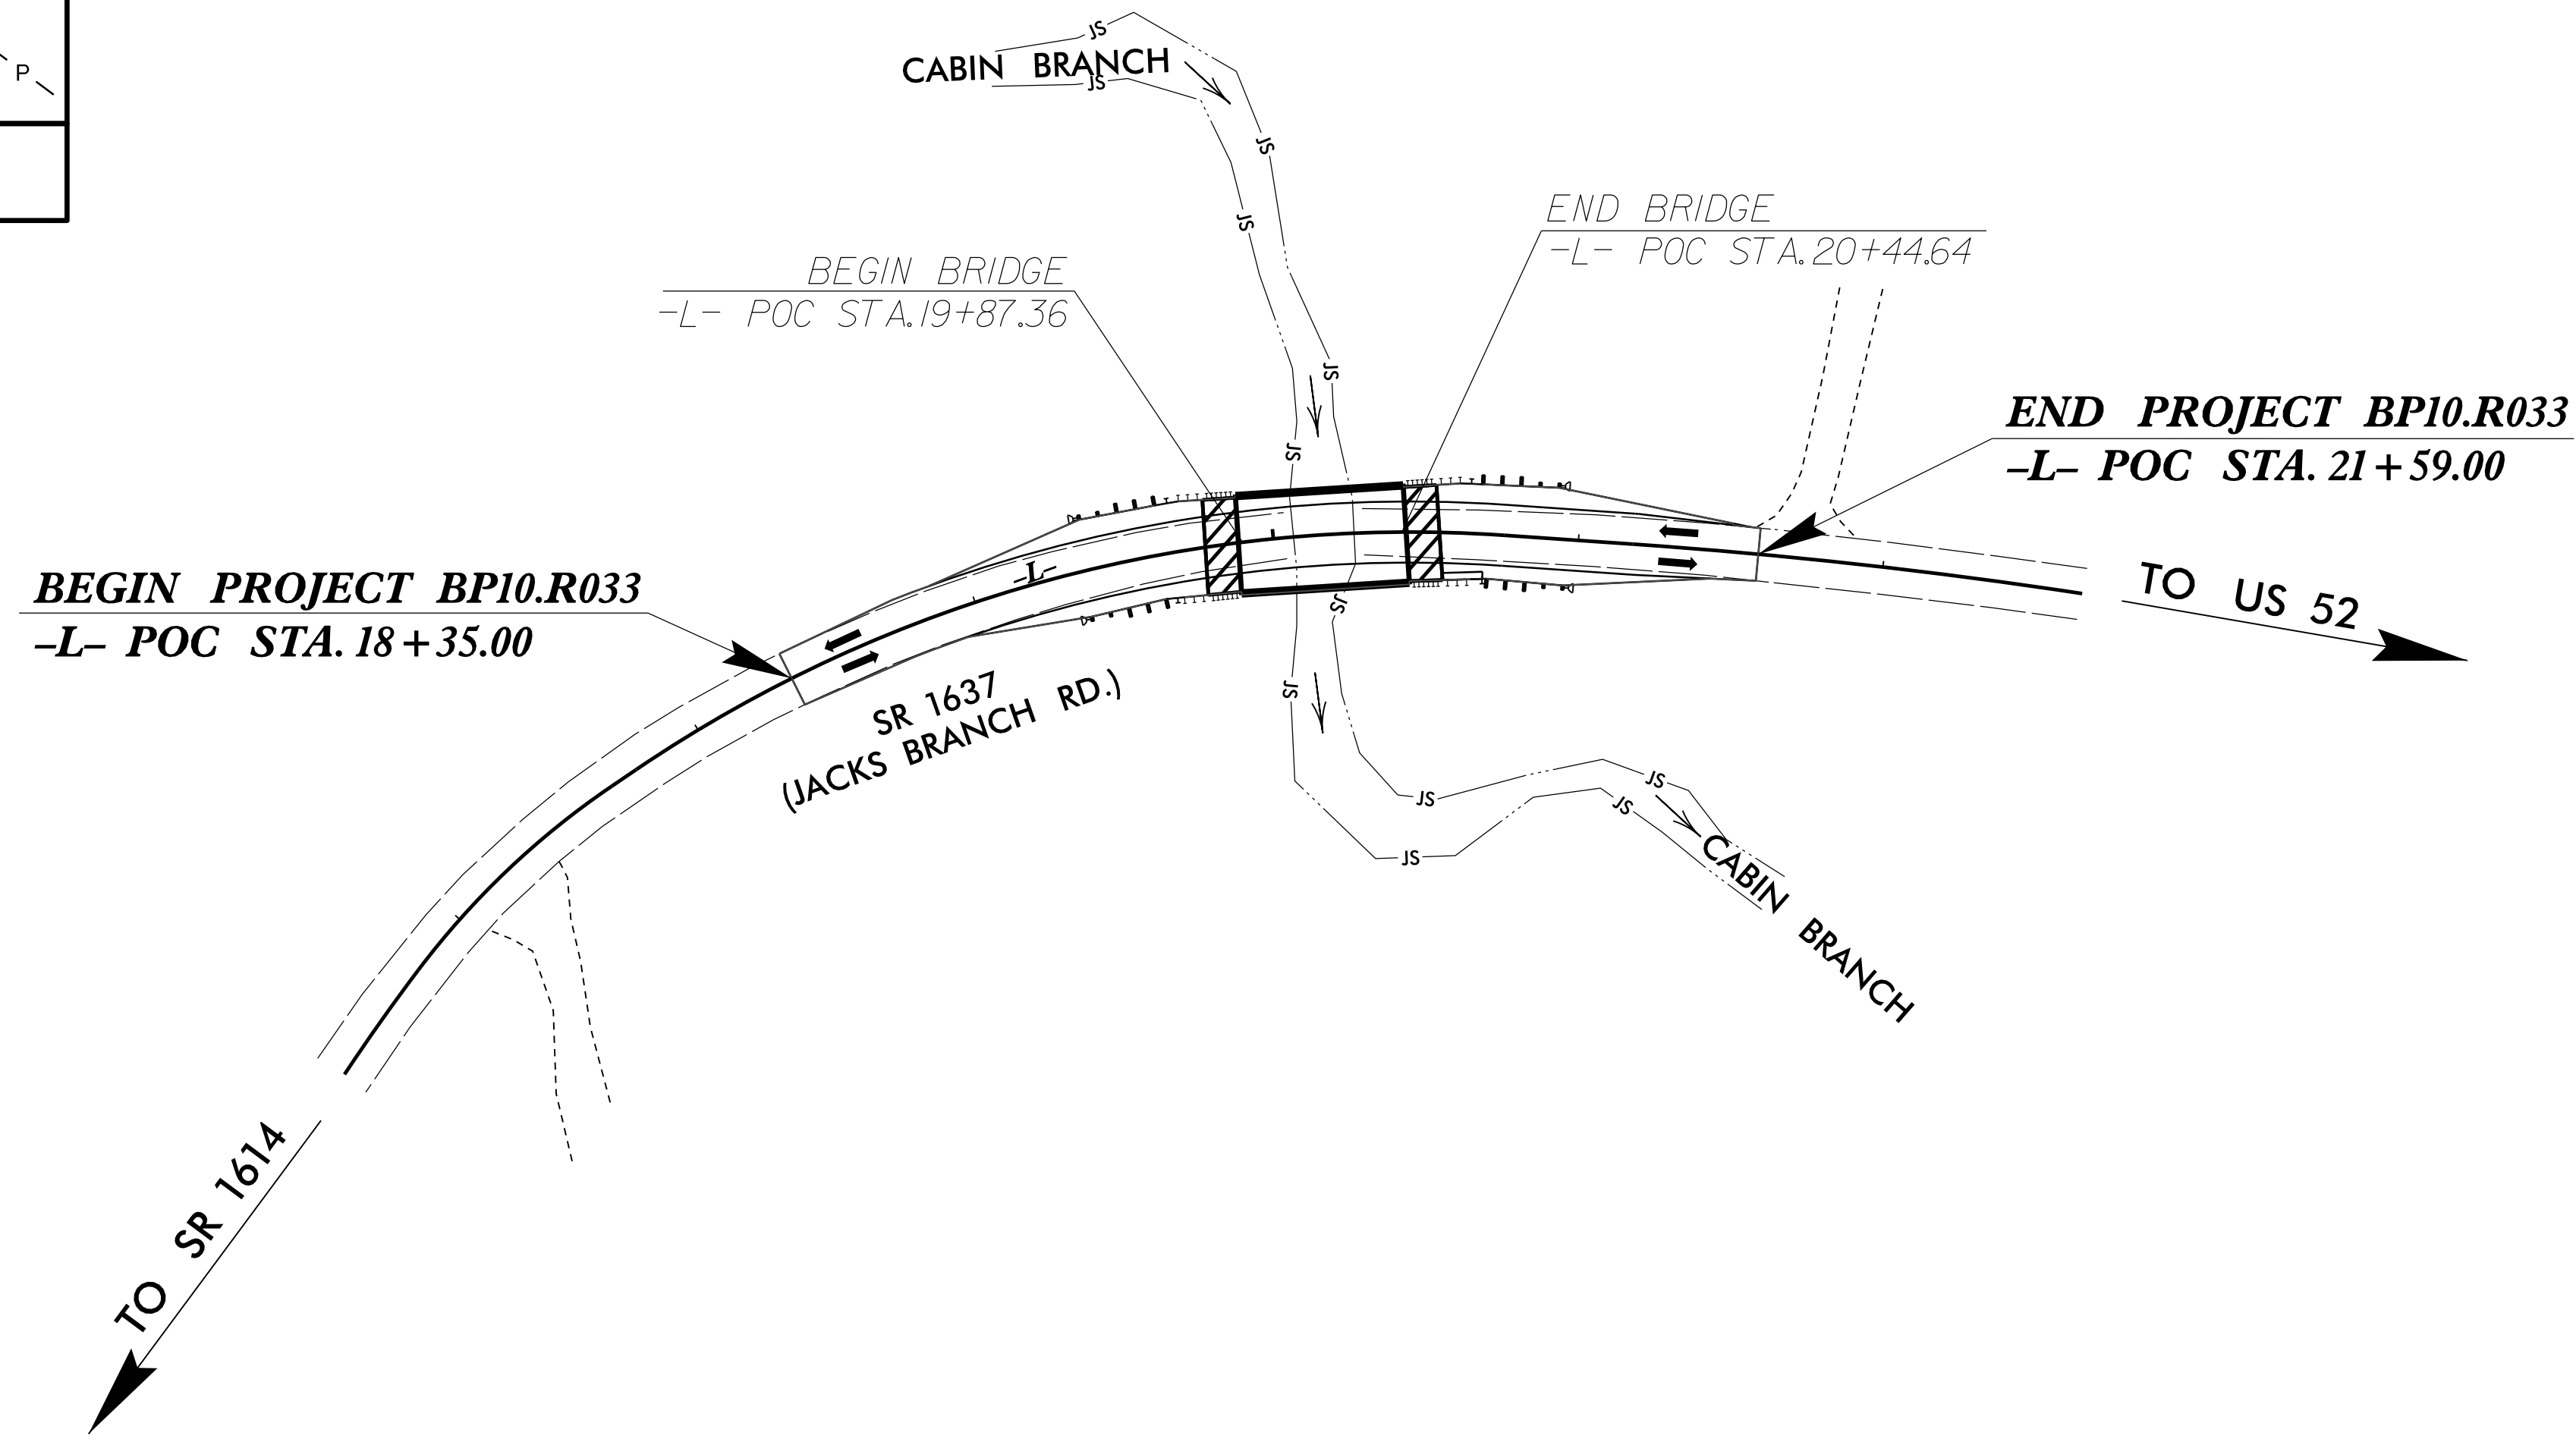 P
JS
CABIN BRANCH
JS
JS
JS
END BRIDGE
-L- POC STA.20+44.64
BEGIN BRIDGE
-L- POC STA.19+87.36
JS
JS
END PROJECT BP10.R033
-L- POC STA. 21+59.00
BEGIN PROJECT BP10.R033
-L- POC STA. 18+35.00
-L-
TO US 52
JS
JS
SR 1637
(JACKS BRANCH RD.)
JS
JS
JS
JS
CABIN BRANCH
TO SR 1614